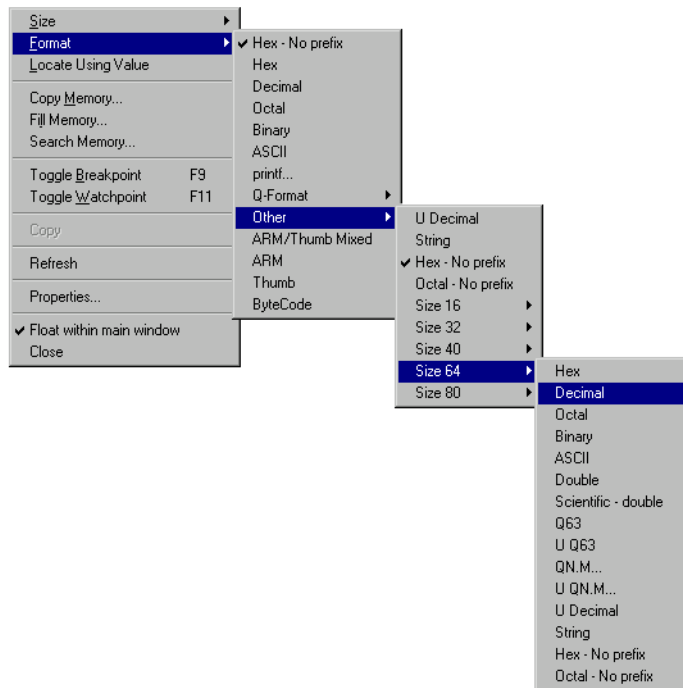 Size
Format
Locate Using Value
Copy Memory...
Fill Memory...
Search Memory...
Toggle Breakpoint F9
Toggle Watchpoint F11
Copy
Refresh
Properties...
Float within main window
Close
Hex - No prefix
Hex
Decimal
Octal
Binary
ASCII
printf...
Q-Format
Other
ARM/Thumb Mixed
ARM
Thumb
ByteCode
U Decimal
String
Hex - No prefix
Octal - No prefix
Size 16
Size 32
Size 40
Size 64
Size 80
Hex
Decimal
Octal
Binary
ASCII
Double
Scientific - double
Q63
U Q63
QN.M...
U QN.M...
U Decimal
String
Hex - No prefix
Octal - No prefix